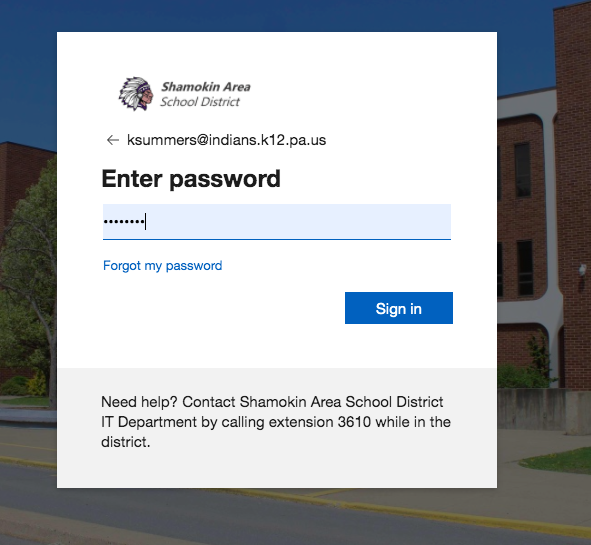 Shamokin Area
School District
← ksummers@indians.k12.pa.us
Enter password
••••••••
Forgot my password
Sign in
Need help? Contact Shamokin Area School District
IT Department by calling extension 3610 while in the
district.